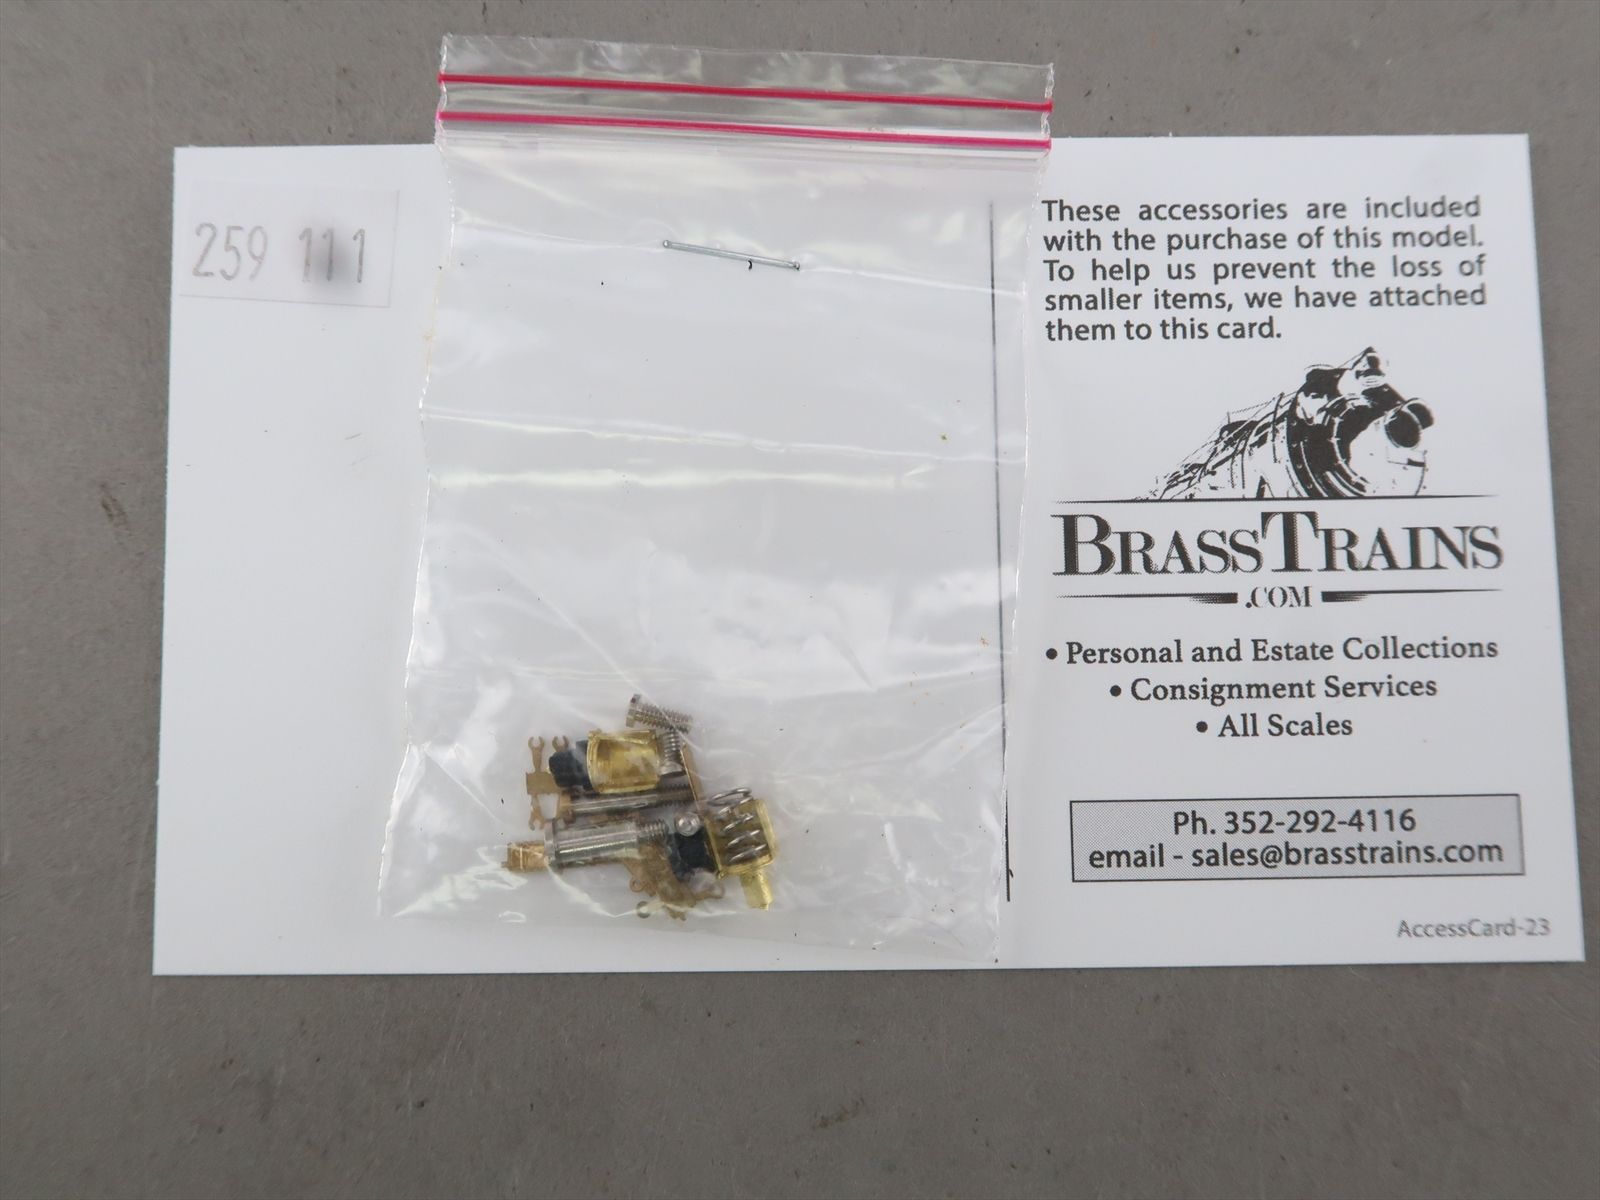 259 111
These accessories are included
with the purchase of this model.
To help us prevent the loss of
smaller items, we have attached
them to this card.
BRASSTRAINS
.COM
• Personal and Estate Collections
• Consignment Services
• All Scales
Ph. 352-292-4116
email - sales@brasstrains.com
AccessCard-23